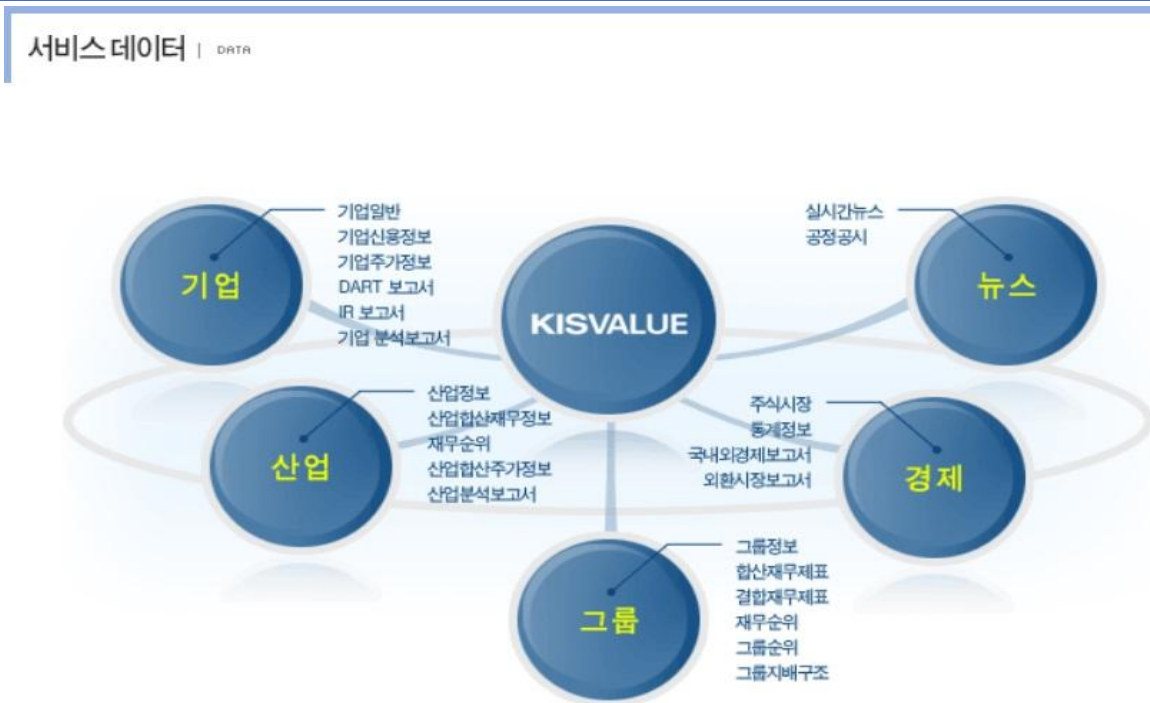 서비스 데이터 | DATA
기업
기업일반
기업신용정보
기업주가정보
DART 보고서
IR 보고서
기업 분석보고서
KISVALUE
실시간뉴스
공정공시
뉴스
산업
산업정보
산업합산재무정보
재무순위
산업합산주가정보
산업분석보고서
주식시장
통계정보
국내외경제보고서
외환시장보고서
경제
그룹
그룹정보
합산재무제표
결합재무제표
재무순위
그룹순위
그룹지배구조